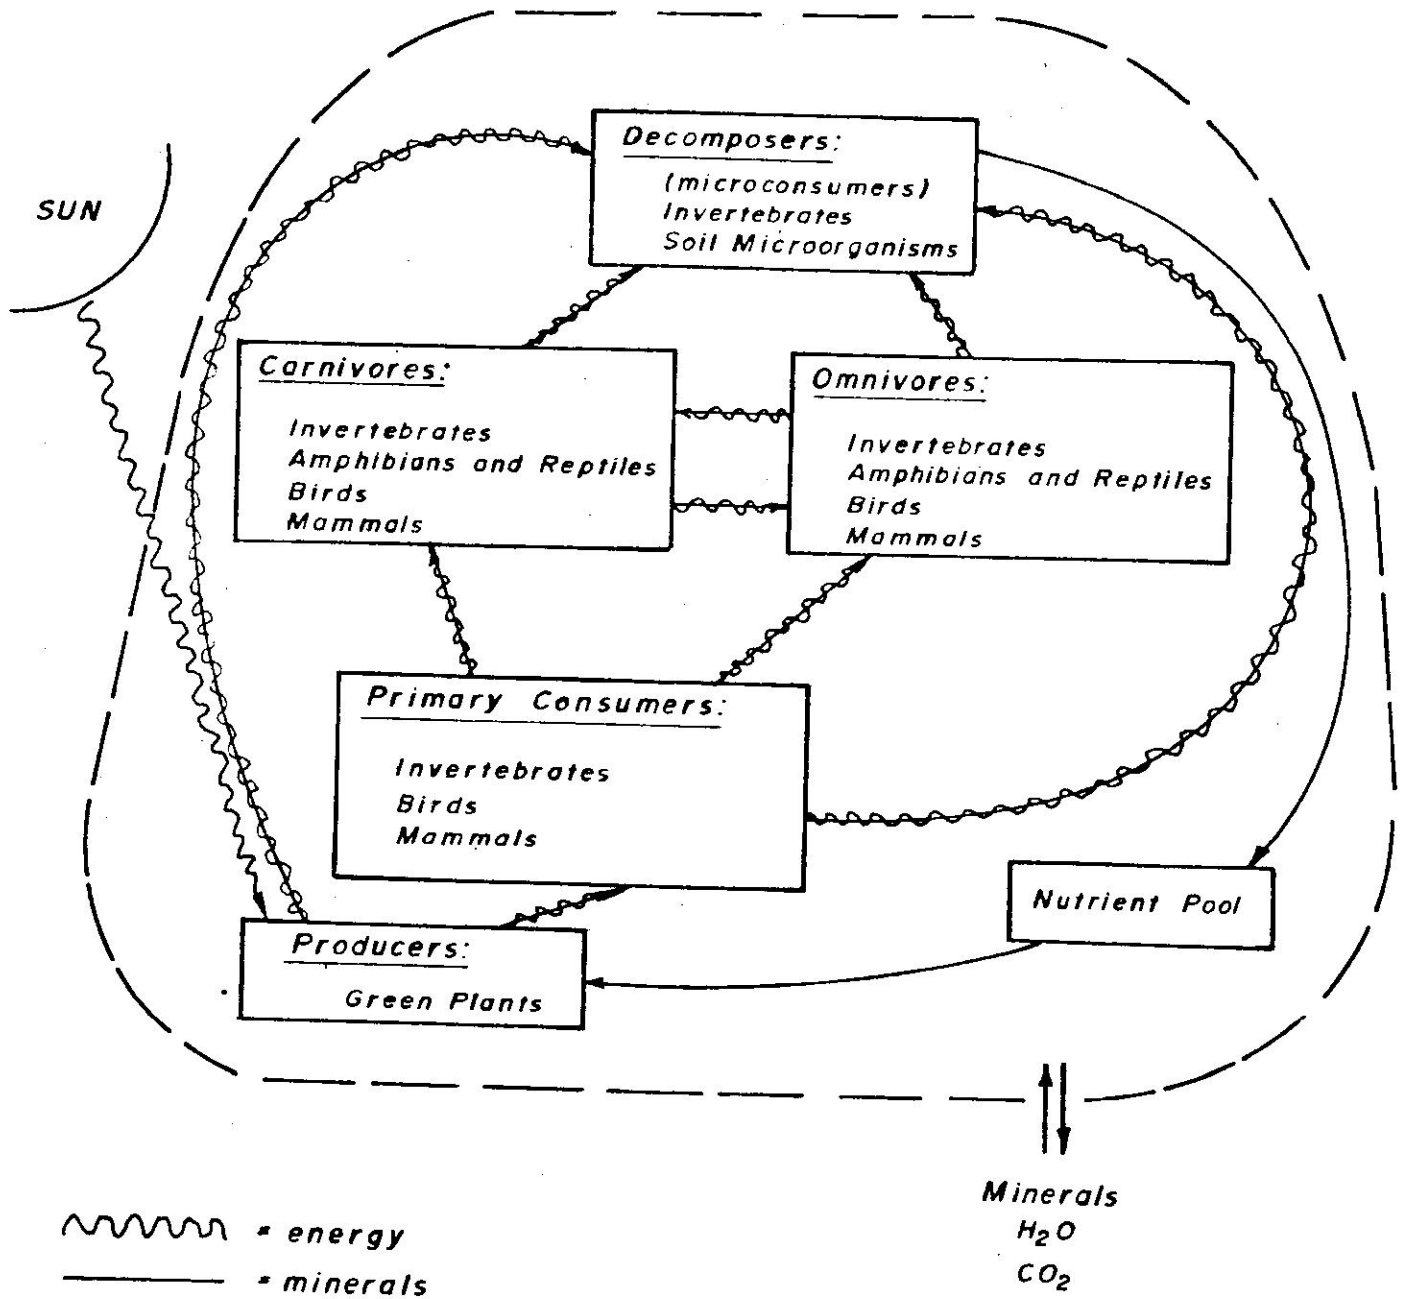 SUN
Decomposers:
(microconsumers)
Invertebrates
Soil Microorganisms
Carnivores:
Invertebrates
Amphibians and Reptiles
Birds
Mammals
Omnivores:
Invertebrates
Amphibians and Reptiles
Birds
Mammals
Primary Consumers:
Invertebrates
Birds
Mammals
Nutrient Pool
Producers:
Green Plants
Minerals
H₂O
CO₂
= energy
= minerals